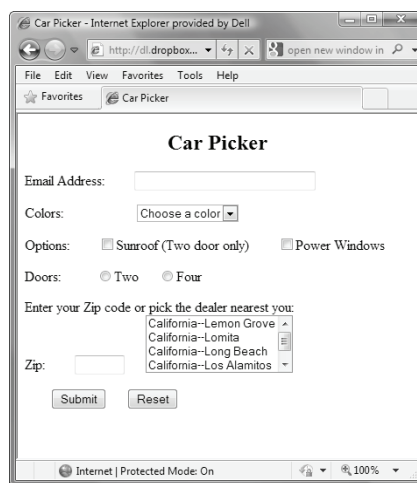 Car Picker - Internet Explorer provided by Dell
http://dl.dropbox... open new window in
File Edit View Favorites Tools Help
Favorites Car Picker
Car Picker
Email Address:
Colors: Choose a color
Options: Sunroof (Two door only) Power Windows
Doors: Two Four
Enter your Zip code or pick the dealer nearest you:
California--Lemon Grove
California--Lomita
California--Long Beach
Zip: California--Los Alamitos
Submit Reset
Internet | Protected Mode: On 100%